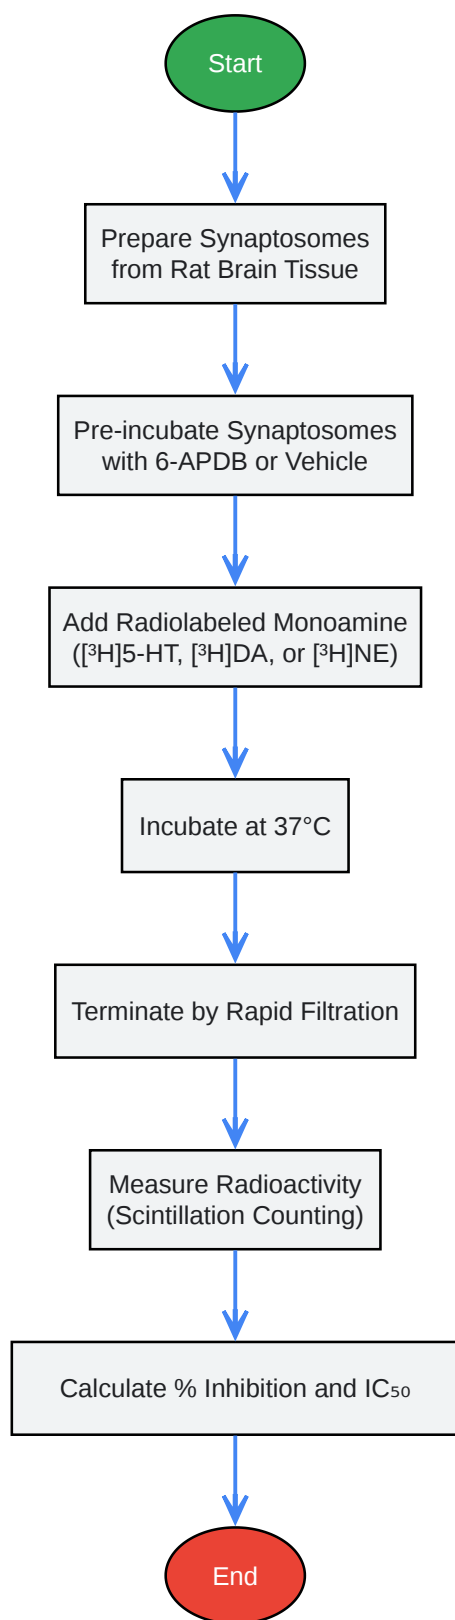 Start
Prepare Synaptosomes
from Rat Brain Tissue
Pre-incubate Synaptosomes
with 6-APDB or Vehicle
Add Radiolabeled Monoamine
([³H]5-HT, [³H]DA, or [³H]NE)
Incubate at 37°C
Terminate by Rapid Filtration
Measure Radioactivity
(Scintillation Counting)
Calculate % Inhibition and IC₅₀
End